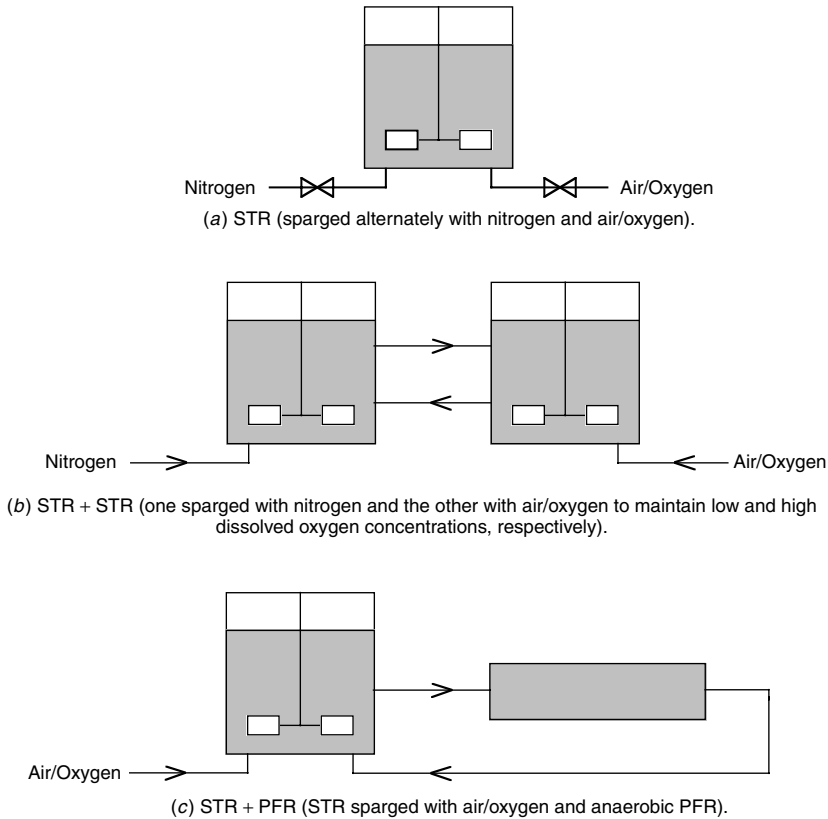 Nitrogen
Air/Oxygen
(a) STR (sparged alternately with nitrogen and air/oxygen).
Nitrogen
Air/Oxygen
(b) STR + STR (one sparged with nitrogen and the other with air/oxygen to maintain low and high
dissolved oxygen concentrations, respectively).
Air/Oxygen
(c) STR + PFR (STR sparged with air/oxygen and anaerobic PFR).